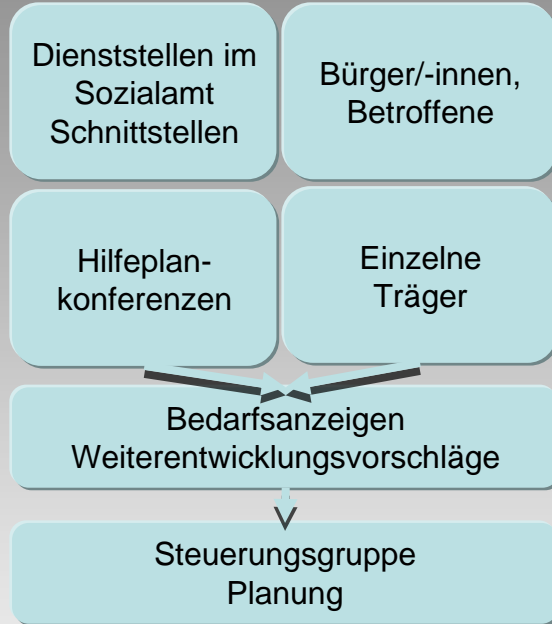 Dienststellen im
Sozialamt
Schnittstellen
Bürger/-innen,
Betroffene
Hilfeplan-
konferenzen
Einzelne
Träger
Bedarfsanzeigen
Weiterentwicklungsvorschläge
Steuerungsgruppe
Planung